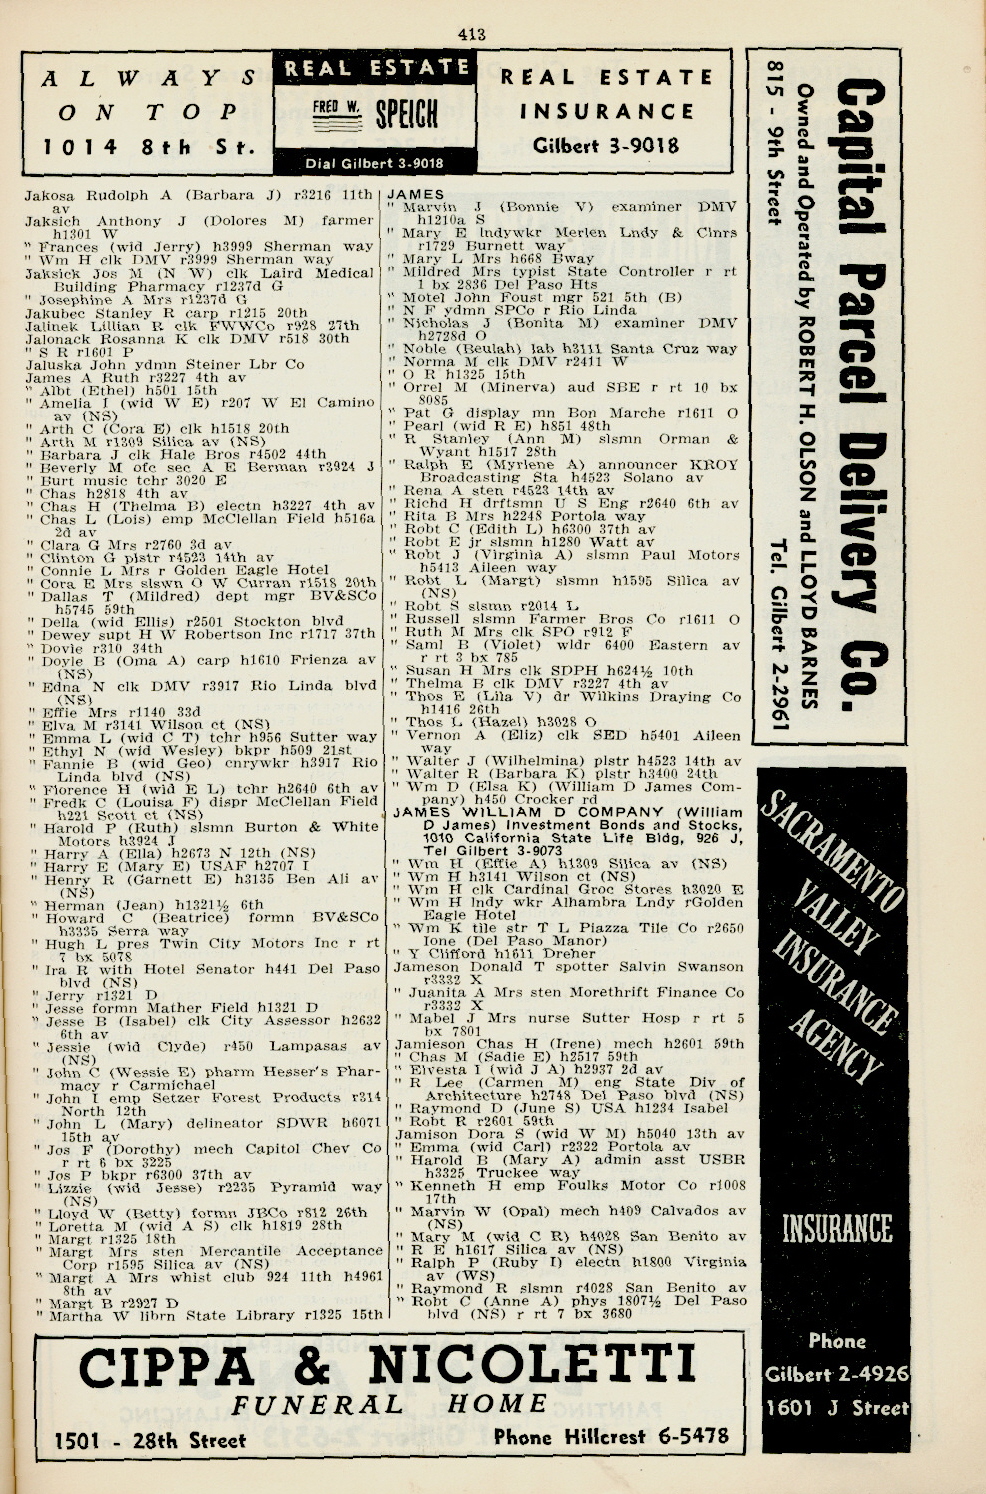 413
ALWAYS
ON TOP
1014 8th St.
REAL ESTATE
FRED W. SPEICH
Dial Gilbert 3-9018
REAL ESTATE
INSURANCE
Gilbert 3-9018
Jakosa Rudolph A (Barbara J) r3216 11th
av
Jaksich Anthony J (Dolores M) farmer
h1301 W
" Frances (wid Jerry) h3999 Sherman way
" Wm H clk DMV r3999 Sherman way
Jaksick Jos M (N W) clk Laird Medical
Building Pharmacy r1237d G
" Josephine A Mrs r1237d G
Jakubec Stanley R carp r1215 20th
Jalinek Lillian R clk FWWCo r928 27th
Jalonack Rosanna K clk DMV r518 30th
" S R r1601 P
Jaluska John ydmn Steiner Lbr Co
James A Ruth r3227 4th av
" Albt (Ethel) h501 15th
" Amelia I (wid W E) r207 W El Camino
av (NS)
" Arth C (Cora E) clk h1518 20th
" Arth M r1309 Silica av (NS)
" Barbara J clk Hale Bros r4502 44th
" Beverly M ofc sec A E Berman r3924 J
" Burt music tchr 3020 E
" Chas h2818 4th av
" Chas H (Thelma B) electn h3227 4th av
" Chas L (Lois) emp McClellan Field h516a
2d av
" Clara G Mrs r2760 3d av
" Clinton G plstr r4523 14th av
" Connie L Mrs r Golden Eagle Hotel
" Cora E Mrs slswn O W Curran r1518 20th
" Dallas T (Mildred) dept mgr BV&SCo
h5745 59th
" Della (wid Ellis) r2501 Stockton blvd
" Dewey supt H W Robertson Inc r1717 37th
" Dovie r310 34th
" Doyle B (Oma A) carp h1610 Frienza av
(NS)
" Edna N clk DMV r3917 Rio Linda blvd
(NS)
" Effie Mrs r1140 33d
" Elva M r3141 Wilson ct (NS)
" Emma L (wid C T) tchr h956 Sutter way
" Ethyl N (wid Wesley) bkpr h509 21st
" Fannie B (wid Geo) cnrywkr h3917 Rio
Linda blvd (NS)
" Florence H (wid E L) tchr h2640 6th av
" Fredk C (Louisa F) dispr McClellan Field
h221 Scott ct (NS)
" Harold P (Ruth) slsmn Burton & White
Motors h3924 J
" Harry A (Ella) h2673 N 12th (NS)
" Harry E (Mary E) USAF h2707 I
" Henry R (Garnett E) h3135 Ben Ali av
(NS)
" Herman (Jean) h1321½ 6th
" Howard C (Beatrice) formn BV&SCo
h3335 Serra way
" Hugh L pres Twin City Motors Inc r rt
7 bx 5078
" Ira R with Hotel Senator h441 Del Paso
blvd (NS)
" Jerry r1321 D
" Jesse formn Mather Field h1321 D
" Jesse B (Isabel) clk City Assessor h2632
6th av
" Jessie (wid Clyde) r450 Lampasas av
(NS)
" John C (Wessie E) pharm Hesser's Phar-
macy r Carmichael
" John I emp Setzer Forest Products r314
North 12th
" John L (Mary) delineator SDWR h6071
15th av
" Jos F (Dorothy) mech Capitol Chev Co
r rt 6 bx 3225
" Jos P bkpr r6300 37th av
" Lizzie (wid Jesse) r2235 Pyramid way
(NS)
" Lloyd W (Betty) formn JBCo r812 26th
" Loretta M (wid A S) clk h1819 28th
" Margt r1325 18th
" Margt Mrs sten Mercantile Acceptance
Corp r1595 Silica av (NS)
" Margt A Mrs whist club 924 11th h4961
8th av
" Margt B r2927 D
" Martha W librn State Library r1325 15th
JAMES
" Marvin J (Bonnie V) examiner DMV
h1210a S
" Mary E lndywkr Merlen Lndy & Clnrs
r1729 Burnett way
" Mary L Mrs h668 Bway
" Mildred Mrs typist State Controller r rt
1 bx 2836 Del Paso Hts
" Motel John Foust mgr 521 5th (B)
" N F ydmn SPCo r Rio Linda
" Nicholas J (Bonita M) examiner DMV
h2728d O
" Noble (Beulah) lab h3111 Santa Cruz way
" Norma M clk DMV r2411 W
" O R h1325 15th
" Orrel M (Minerva) aud SBE r rt 10 bx
8085
" Pat G display mn Bon Marche r1611 O
" Pearl (wid R E) h851 48th
" R Stanley (Ann M) slsmn Orman &
Wyant h1517 28th
" Ralph E (Myrlene A) announcer KROY
Broadcasting Sta h4523 Solano av
" Rena A sten r4523 14th av
" Richd H drftsmn U S Eng r2640 6th av
" Rita B Mrs h2248 Portola way
" Robt C (Edith L) h6300 37th av
" Robt E jr slsmn h1280 Watt av
" Robt J (Virginia A) slsmn Paul Motors
h5413 Aileen way
" Robt L (Margt) slsmn h1595 Silica av
(NS)
" Robt S slsmn r2014 L
" Russell slsmn Farmer Bros Co r1611 O
" Ruth M Mrs clk SPO r912 F
" Saml B (Violet) wldr 6400 Eastern av
r rt 3 bx 785
" Susan H Mrs clk SDPH h624½ 10th
" Thelma B clk DMV r3227 4th av
" Thos E (Lila V) dr Wilkins Draying Co
h1416 26th
" Thos L (Hazel) h3028 O
" Vernon A (Eliz) clk SED h5401 Aileen
way
" Walter J (Wilhelmina) plstr h4523 14th av
" Walter R (Barbara K) plstr h3400 24th
" Wm D (Elsa K) (William D James Com-
pany) h450 Crocker rd
JAMES WILLIAM D COMPANY (William
D James) Investment Bonds and Stocks,
1010 California State Life Bldg, 926 J,
Tel Gilbert 3-9073
" Wm H (Effie A) h1309 Silica av (NS)
" Wm H h3141 Wilson ct (NS)
" Wm H clk Cardinal Groc Stores h3020 E
" Wm H lndy wkr Alhambra Lndy rGolden
Eagle Hotel
" Wm K tile str T L Piazza Tile Co r2650
Ione (Del Paso Manor)
" Y Clifford h1611 Dreher
Jameson Donald T spotter Salvin Swanson
r3332 X
" Juanita A Mrs sten Morethrift Finance Co
r3332 X
" Mabel J Mrs nurse Sutter Hosp r rt 5
bx 7801
Jamieson Chas H (Irene) mech h2601 59th
" Chas M (Sadie E) h2517 59th
" Elvesta I (wid J A) h2937 2d av
" R Lee (Carmen M) eng State Div of
Architecture h2748 Del Paso blvd (NS)
" Raymond D (June S) USA h1234 Isabel
" Robt R r2601 59th
Jamison Dora S (wid W M) h5040 13th av
" Emma (wid Carl) r2322 Portola av
" Harold B (Mary A) admin asst USBR
h3325 Truckee way
" Kenneth H emp Foulks Motor Co r1008
17th
" Marvin W (Opal) mech h409 Calvados av
(NS)
" Mary M (wid C R) h4028 San Benito av
" R E h1617 Silica av (NS)
" Ralph P (Ruby I) electn h1800 Virginia
av (WS)
" Raymond R slsmn r4028 San Benito av
" Robt C (Anne A) phys 1807½ Del Paso
blvd (NS) r rt 7 bx 3680
Capital Parcel Delivery Co.
Owned and Operated by ROBERT H. OLSON and LLOYD BARNES
815 - 9th Street Tel. Gilbert 2-2961
SACRAMENTO
VALLEY
INSURANCE
AGENCY
INSURANCE
Phone
Gilbert 2-4926
1601 J Street
CIPPA & NICOLETTI
FUNERAL HOME
1501 - 28th Street Phone Hillcrest 6-5478